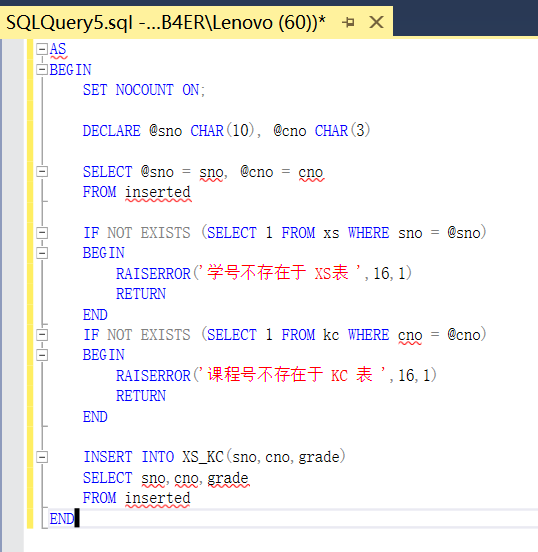 SQLQuery5.sql -...B4ER\Lenovo (60))*
AS
BEGIN
SET NOCOUNT ON;
DECLARE @sno CHAR(10), @cno CHAR(3)
SELECT @sno = sno, @cno = cno
FROM inserted
IF NOT EXISTS (SELECT 1 FROM xs WHERE sno = @sno)
BEGIN
RAISERROR('学号不存在于 XS表 ',16,1)
RETURN
END
IF NOT EXISTS (SELECT 1 FROM kc WHERE cno = @cno)
BEGIN
RAISERROR('课程号不存在于 KC 表 ',16,1)
RETURN
END
INSERT INTO XS_KC(sno,cno,grade)
SELECT sno,cno,grade
FROM inserted
END